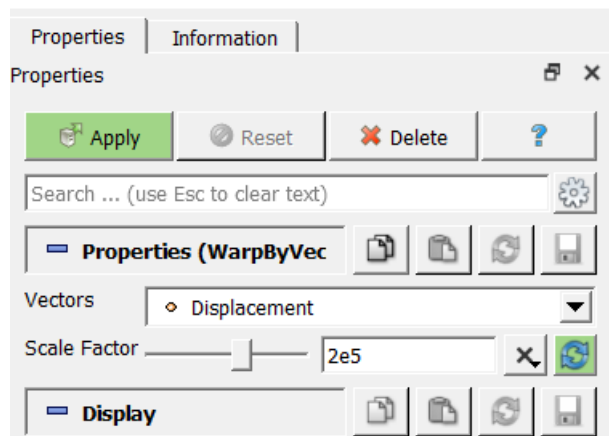 Properties Information
Properties
Apply Reset Delete ?
Search ... (use Esc to clear text)
Properties (WarpByVec
Vectors Displacement
Scale Factor 2e5
Display